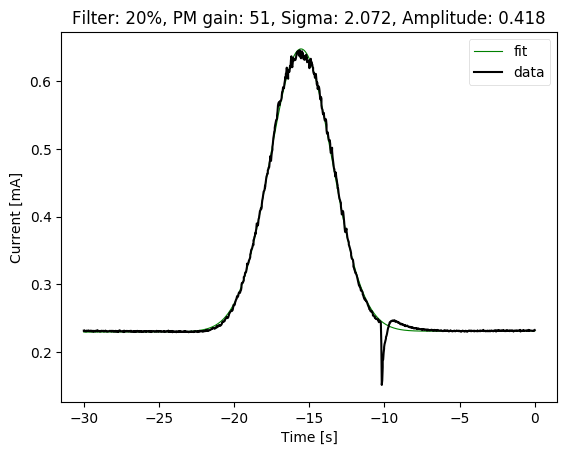 Filter: 20%, PM gain: 51, Sigma: 2.072, Amplitude: 0.418
fit
data
Current [mA]
0.6
0.5
0.4
0.3
0.2
−30
−25
−20
−15
−10
−5
0
Time [s]